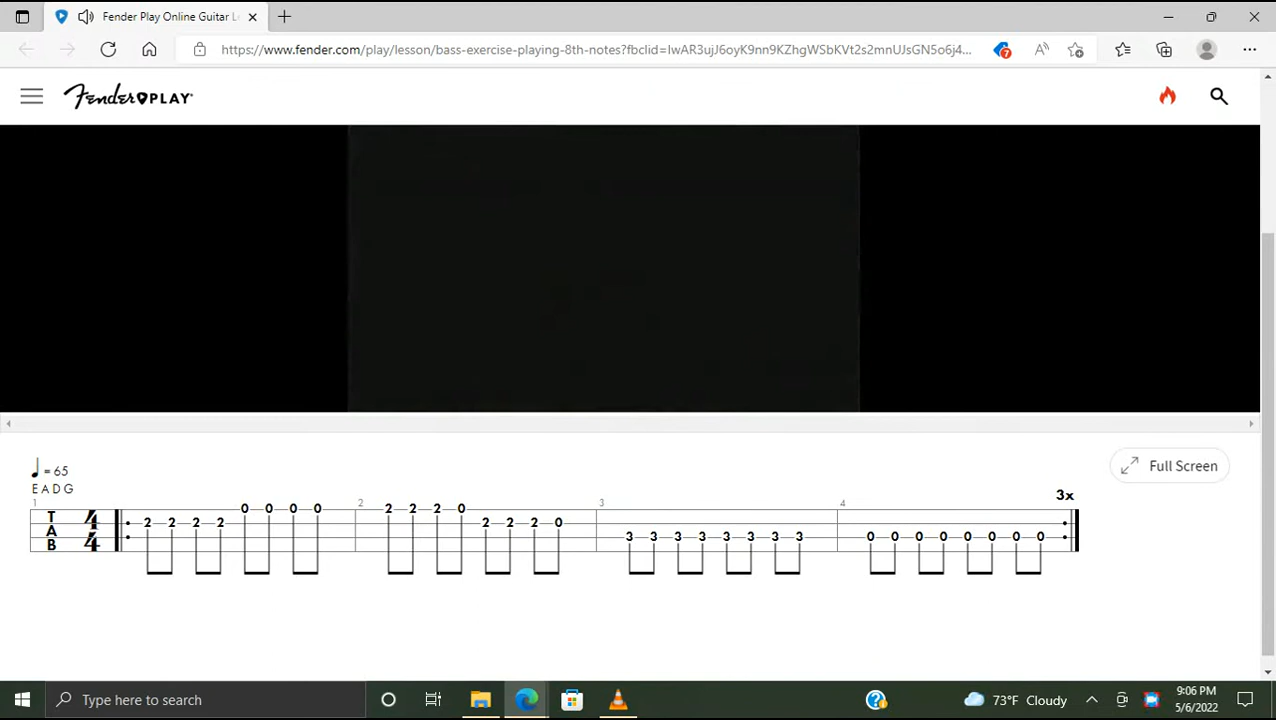 Fender Play Online Guitar L
https://www.fender.com/play/lesson/bass-exercise-playing-8th-notes?fbclid=IwAR3ujJ6oyK9nn9KZhgWSbKVt2s2mnUJsGN5o6j4...
7
Fender PLAY
Full Screen
= 65
E A D G
3x
1 2 3 4
T A B 4 4
0 0 0 0 2 2 2 0
2 2 2 2 2 2 2 0
3 3 3 3 3 3 3 3 0 0 0 0 0 0 0 0
Type here to search
73°F Cloudy
9:06 PM
5/6/2022